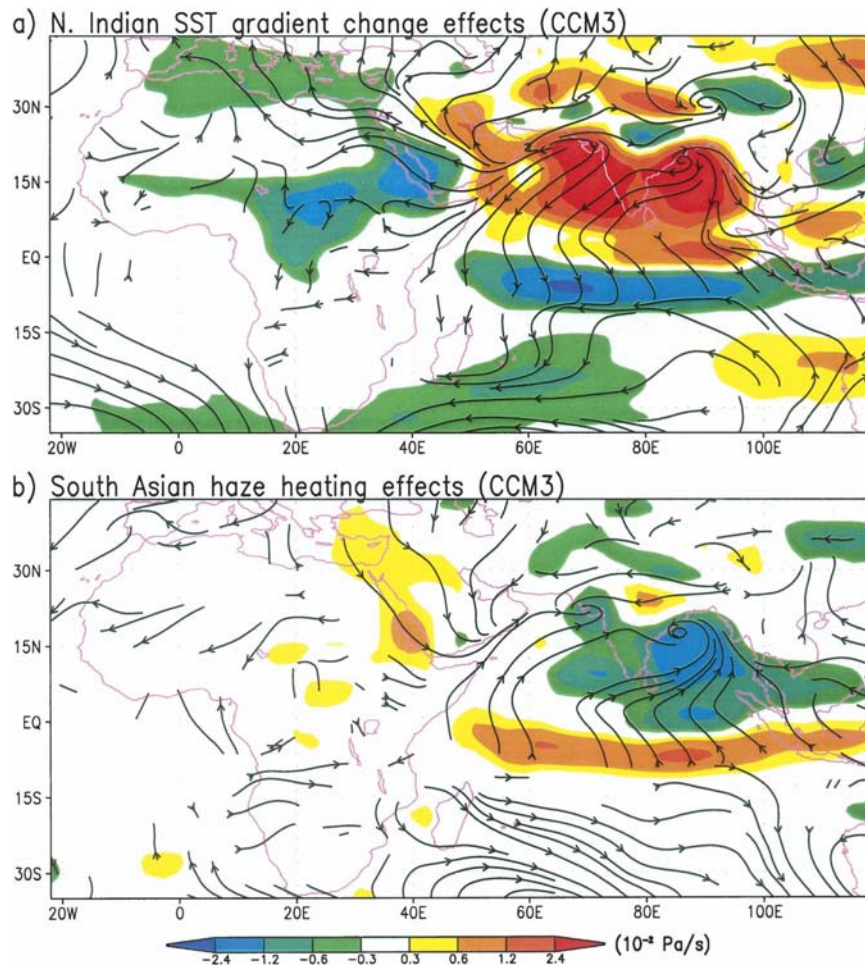 a) N. Indian SST gradient change effects (CCM3)
30N
15N
EQ
15S
30S
20W 0 20E 40E 60E 80E 100E
b) South Asian haze heating effects (CCM3)
30N
15N
EQ
15S
30S
20W 0 20E 40E 60E 80E 100E
-2.4 -1.2 -0.6 -0.3 0.3 0.6 1.2 2.4 (10⁻² Pa/s)